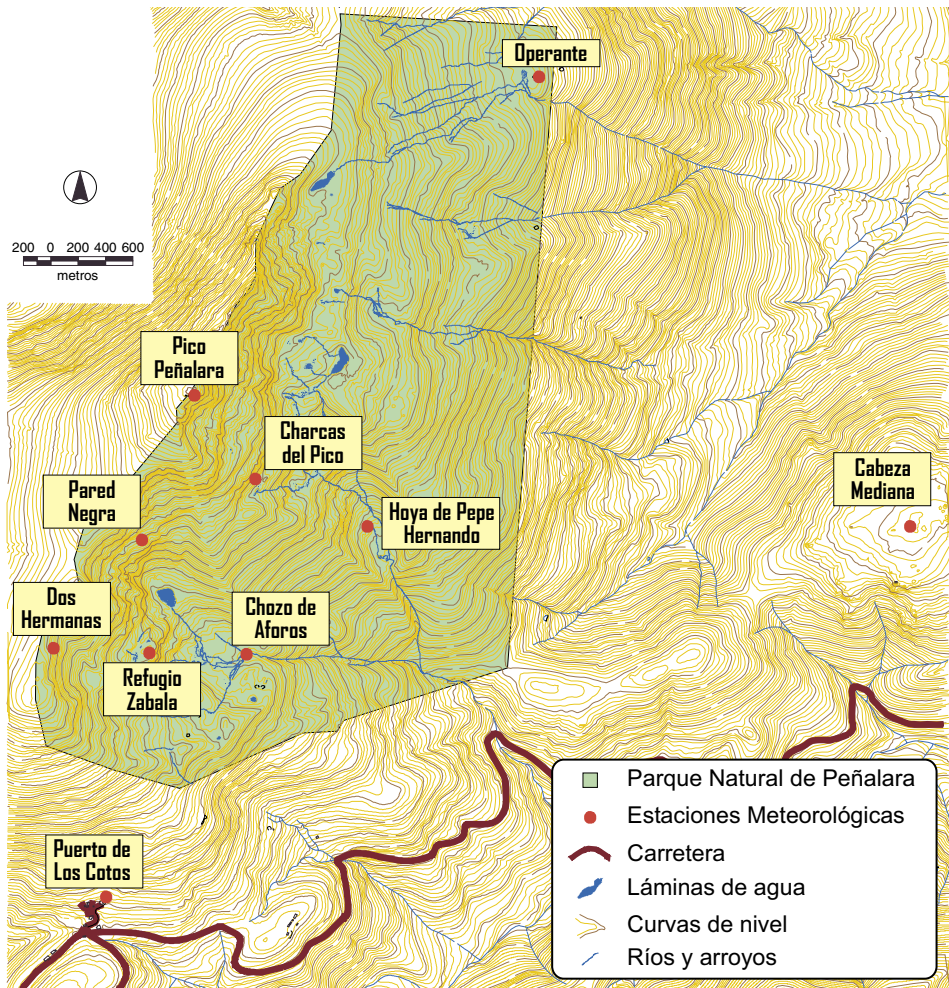 Operante
200 0 200 400 600
metros
Pico
Peñalara
Charcas
del Pico
Cabeza
Mediana
Pared
Negra
Hoya de Pepe
Hernando
Dos
Hermanas
Chozo de
Aforos
Refugio
Zabala
Puerto de
Los Cotos
Parque Natural de Peñalara
Estaciones Meteorológicas
Carretera
Láminas de agua
Curvas de nivel
Ríos y arroyos